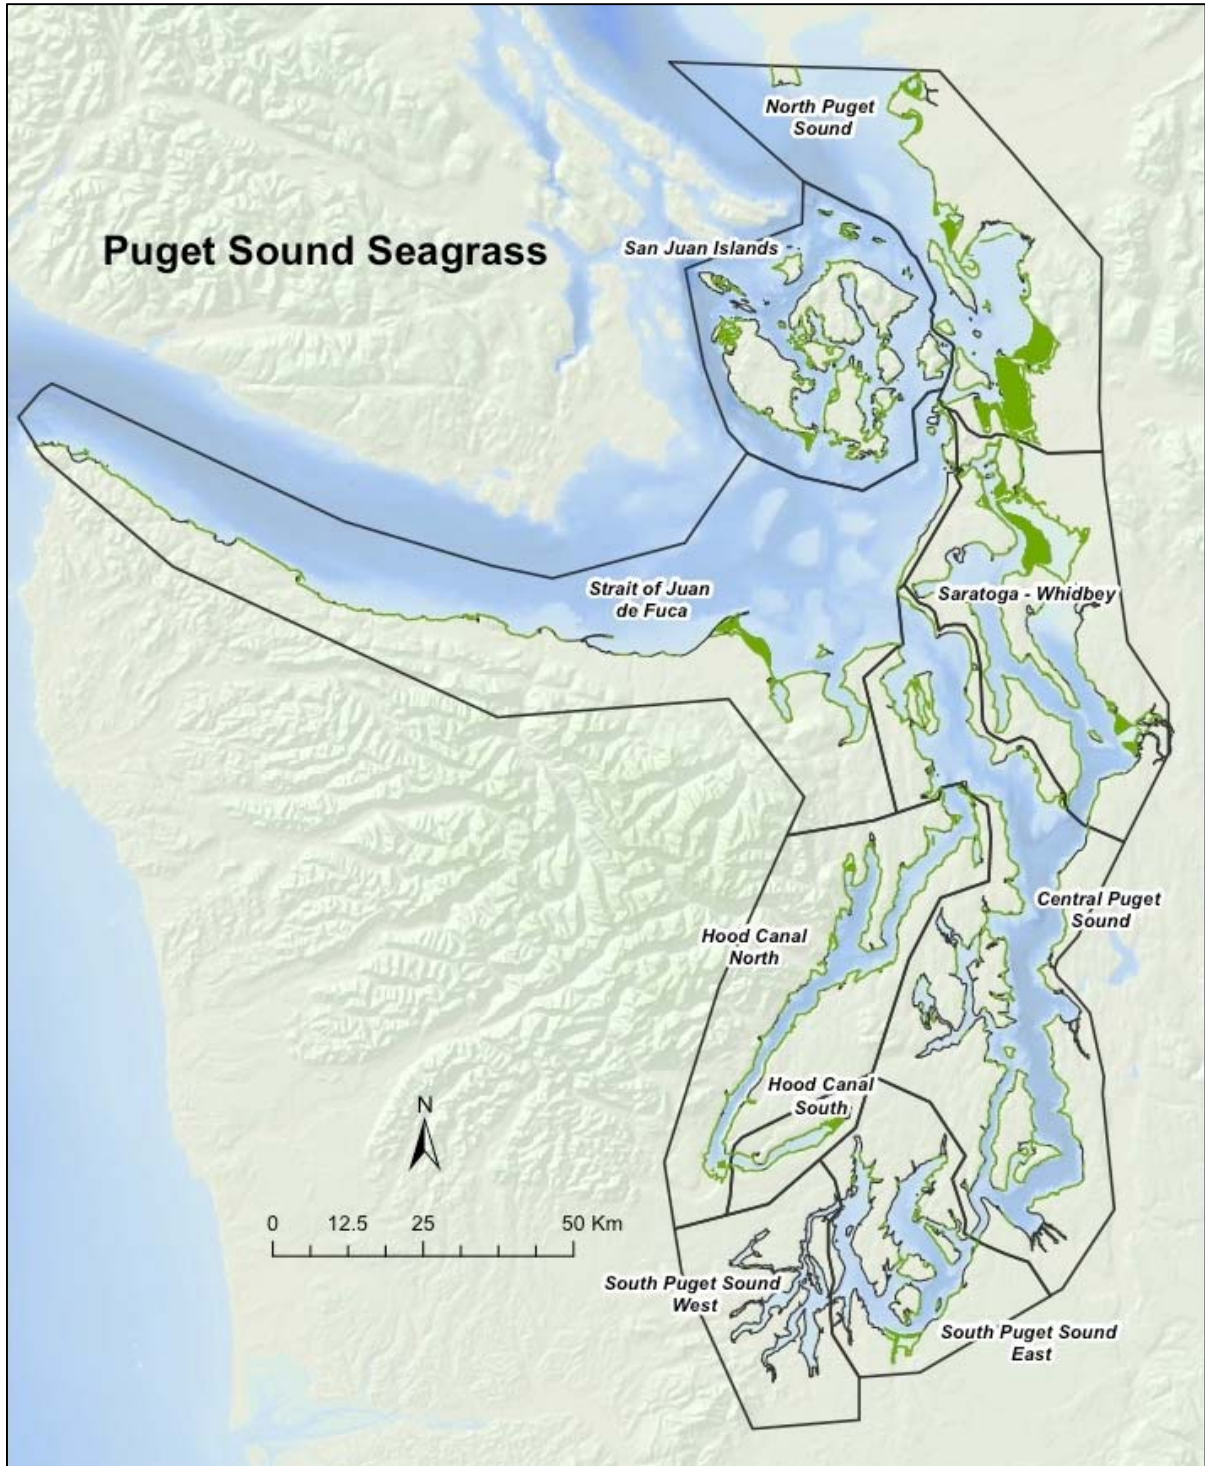 North Puget
Sound
Puget Sound Seagrass
San Juan Islands
Strait of Juan
de Fuca
Saratoga - Whidbey
Central Puget
Sound
Hood Canal
North
Hood Canal
South
N
0 12.5 25 50 Km
South Puget Sound
West
South Puget Sound
East